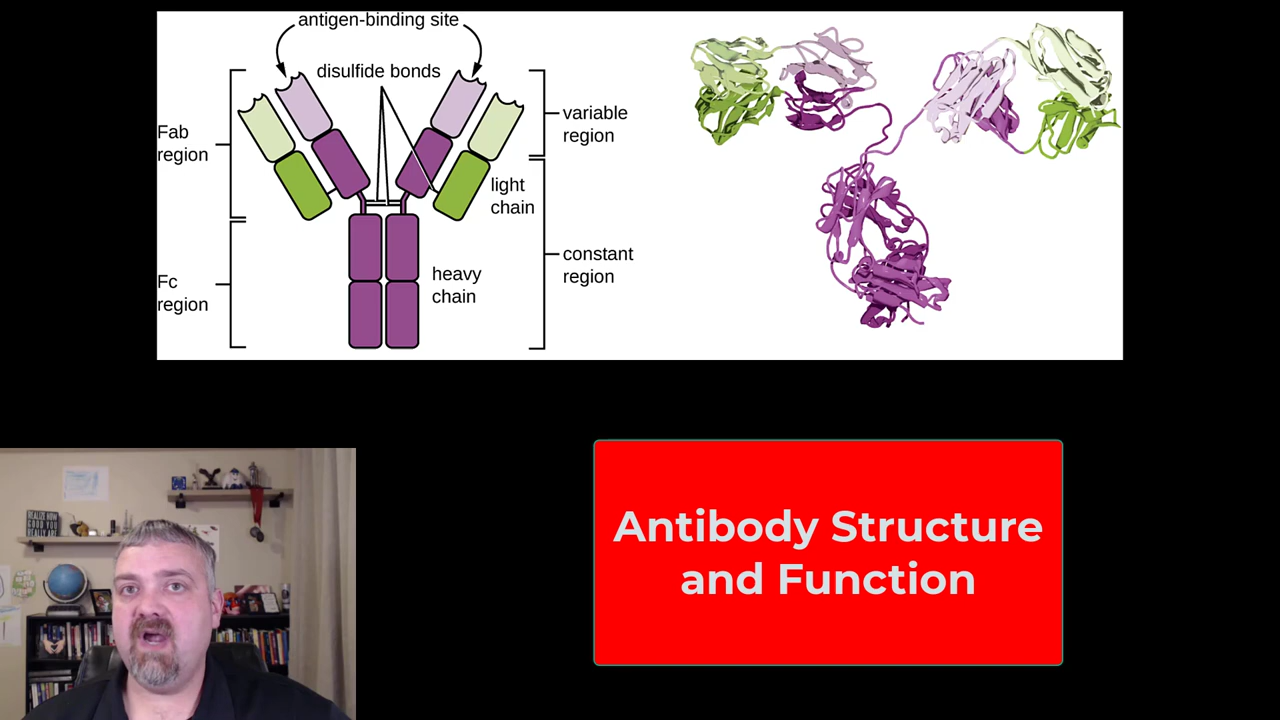 antigen-binding site
disulfide bonds
Fab
region
variable
region
light
chain
Fc
region
heavy
chain
constant
region
Antibody Structure
and Function